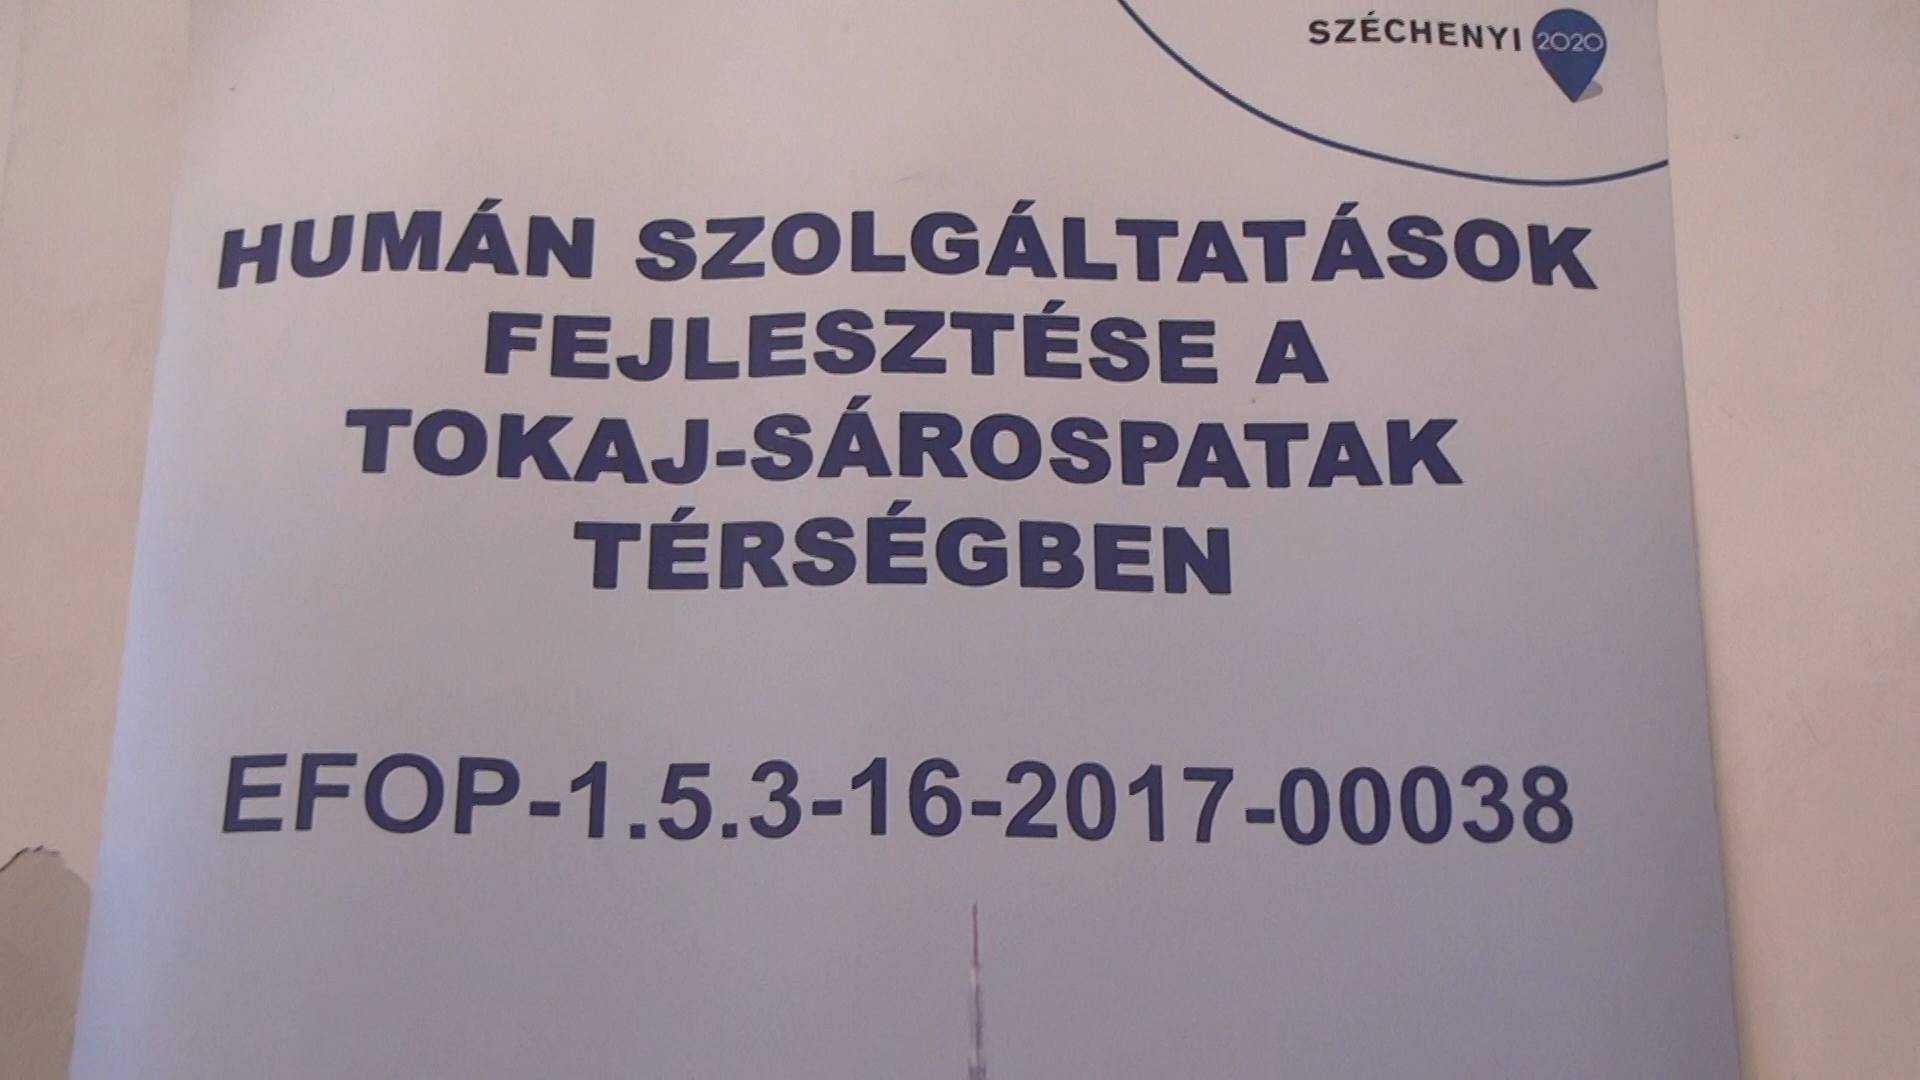 SZÉCHENYI 2020
HUMÁN SZOLGÁLTATÁSOK
FEJLESZTÉSE A
TOKAJ-SÁROSPATAK
TÉRSÉGBEN
EFOP-1.5.3-16-2017-00038